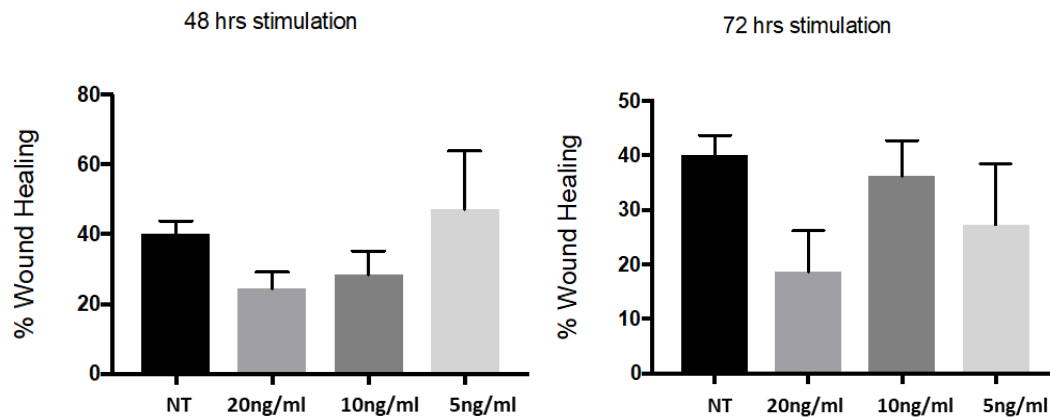 48 hrs stimulation
% Wound Healing
80
60
40
20
0
NT 20ng/ml 10ng/ml 5ng/ml
72 hrs stimulation
% Wound Healing
50
40
30
20
10
0
NT 20ng/ml 10ng/ml 5ng/ml